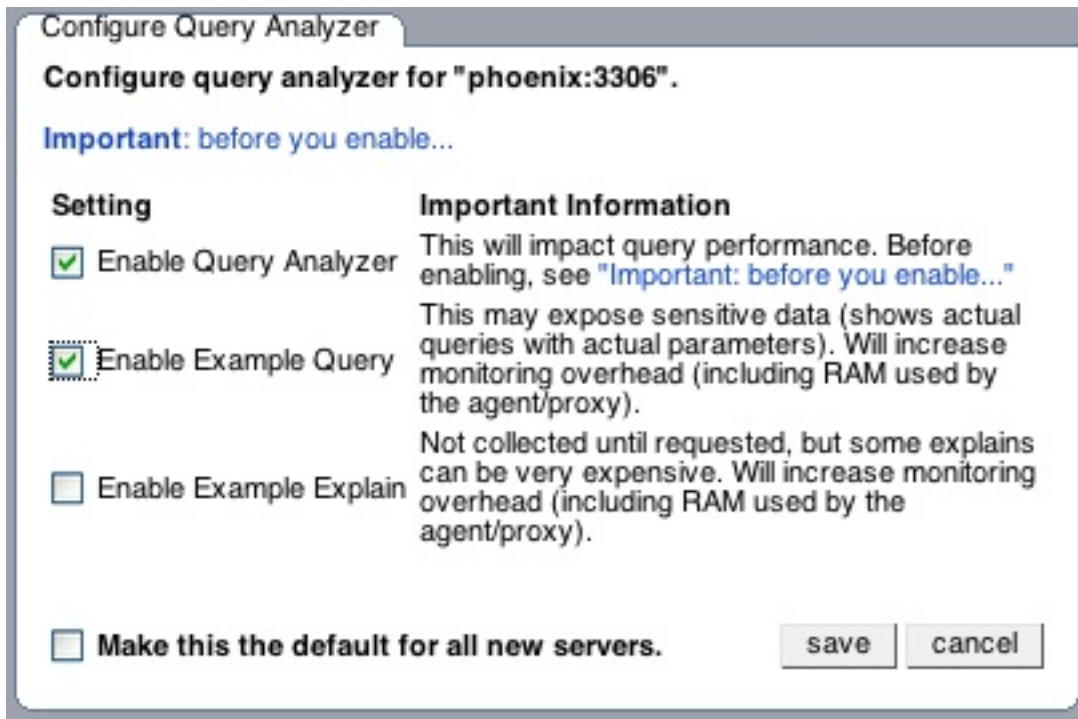 Configure Query Analyzer
Configure query analyzer for "phoenix:3306".
Important: before you enable...
Setting
Important Information
Enable Query Analyzer
This will impact query performance. Before
enabling, see "Important: before you enable..."
Enable Example Query
This may expose sensitive data (shows actual
queries with actual parameters). Will increase
monitoring overhead (including RAM used by
the agent/proxy).
Enable Example Explain
Not collected until requested, but some explains
can be very expensive. Will increase monitoring
overhead (including RAM used by the
agent/proxy).
Make this the default for all new servers.
save
cancel